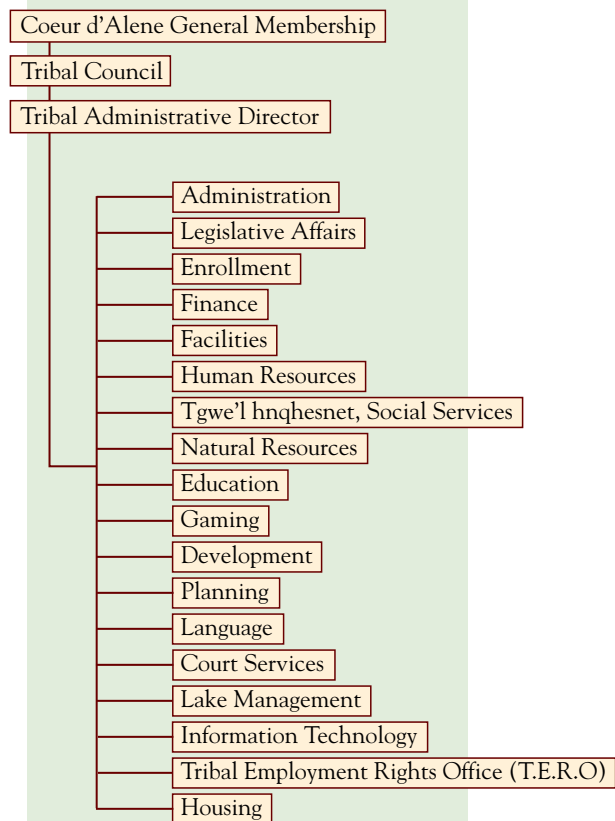 Coeur d'Alene General Membership
Tribal Council
Tribal Administrative Director
Administration
Legislative Affairs
Enrollment
Finance
Facilities
Human Resources
Tgwe'l hnqhesnet, Social Services
Natural Resources
Education
Gaming
Development
Planning
Language
Court Services
Lake Management
Information Technology
Tribal Employment Rights Office (T.E.R.O)
Housing